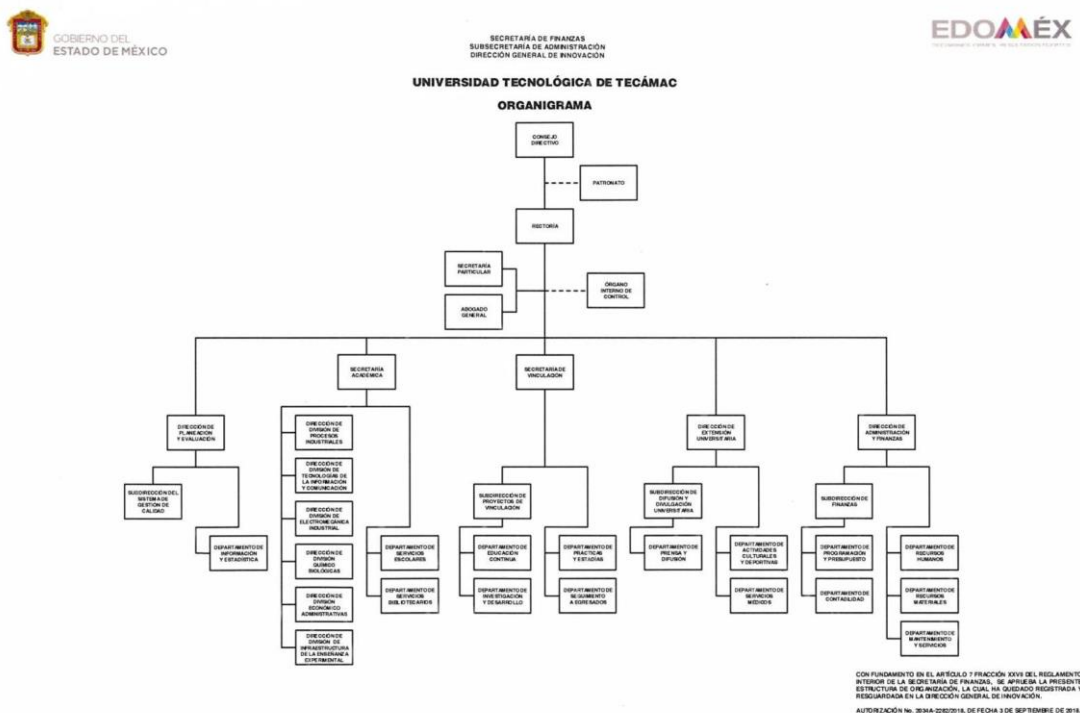 GOBIERNO DEL
ESTADO DE MÉXICO
EDOMÉX
SECRETARÍA DE FINANZAS
SUBSECRETARÍA DE ADMINISTRACIÓN
DIRECCIÓN GENERAL DE INNOVACIÓN
UNIVERSIDAD TECNOLÓGICA DE TECÁMAC
ORGANIGRAMA
CONSEJO
DIRECTIVO
PATRONATO
RECTORÍA
SECRETARÍA
PARTICULAR
ÓRGANO
INTERNO DE
CONTROL
ABOGADO
GENERAL
SECRETARÍA
ACADÉMICA
SECRETARÍA DE
VINCULACIÓN
DIRECCIÓN DE
PLANEACIÓN
Y EVALUACIÓN
DIRECCIÓN DE
DIVISIÓN DE
PROCESOS
INDUSTRIALES
DIRECCIÓN DE
EXTENSIÓN
UNIVERSITARIA
DIRECCIÓN DE
ADMINISTRACIÓN
Y FINANZAS
SUBDIRECCIÓN DEL
SISTEMA DE
GESTIÓN DE
CALIDAD
DIRECCIÓN DE
DIVISIÓN DE
TECNOLOGÍAS DE
LA INFORMACIÓN
Y COMUNICACIÓN
SUBDIRECCIÓN DE
PROYECTOS DE
VINCULACIÓN
SUBDIRECCIÓN DE
DIFUSIÓN Y
DIVULGACIÓN
UNIVERSITARIA
SUBDIRECCIÓN DE
FINANZAS
DIRECCIÓN DE
DIVISIÓN DE
ELECTROMECÁNICA
INDUSTRIAL
DEPARTAMENTO DE
INFORMACIÓN
Y ESTADÍSTICA
DIRECCIÓN DE
DIVISIÓN
QUÍMICO
BIOLÓGICAS
DEPARTAMENTO DE
SERVICIOS
ESCOLARES
DEPARTAMENTO DE
EDUCACIÓN
CONTINUA
DEPARTAMENTO DE
PRÁCTICAS
Y ESTADÍAS
DEPARTAMENTO DE
PRENSA Y
DIFUSIÓN
DEPARTAMENTO DE
ACTIVIDADES
CULTURALES
Y DEPORTIVAS
DEPARTAMENTO DE
PROGRAMACIÓN
Y PRESUPUESTO
DEPARTAMENTO DE
RECURSOS
HUMANOS
DIRECCIÓN DE
DIVISIÓN
ECONÓMICO
ADMINISTRATIVAS
DEPARTAMENTO DE
SERVICIOS
BIBLIOTECARIOS
DEPARTAMENTO DE
INVESTIGACIÓN
Y DESARROLLO
DEPARTAMENTO DE
SEGUIMIENTO
A EGRESADOS
DEPARTAMENTO DE
SERVICIOS
MÉDICOS
DEPARTAMENTO DE
CONTABILIDAD
DEPARTAMENTO DE
RECURSOS
MATERIALES
DIRECCIÓN DE
DIVISIÓN DE
INFRAESTRUCTURA
DE LA ENSEÑANZA
EXPERIMENTAL
DEPARTAMENTO DE
MANTENIMIENTO
Y SERVICIOS
CON FUNDAMENTO EN EL ARTÍCULO 7 FRACCIÓN XXVII DEL REGLAMENTO
INTERIOR DE LA SECRETARÍA DE FINANZAS, SE APRUEBA LA PRESENTE
ESTRUCTURA DE ORGANIZACIÓN, LA CUAL HA QUEDADO REGISTRADA Y
RESGUARDADA EN LA DIRECCIÓN GENERAL DE INNOVACIÓN.
AUTORIZACIÓN No. DE FECHA 3 DE SEPTIEMBRE DE 2018.